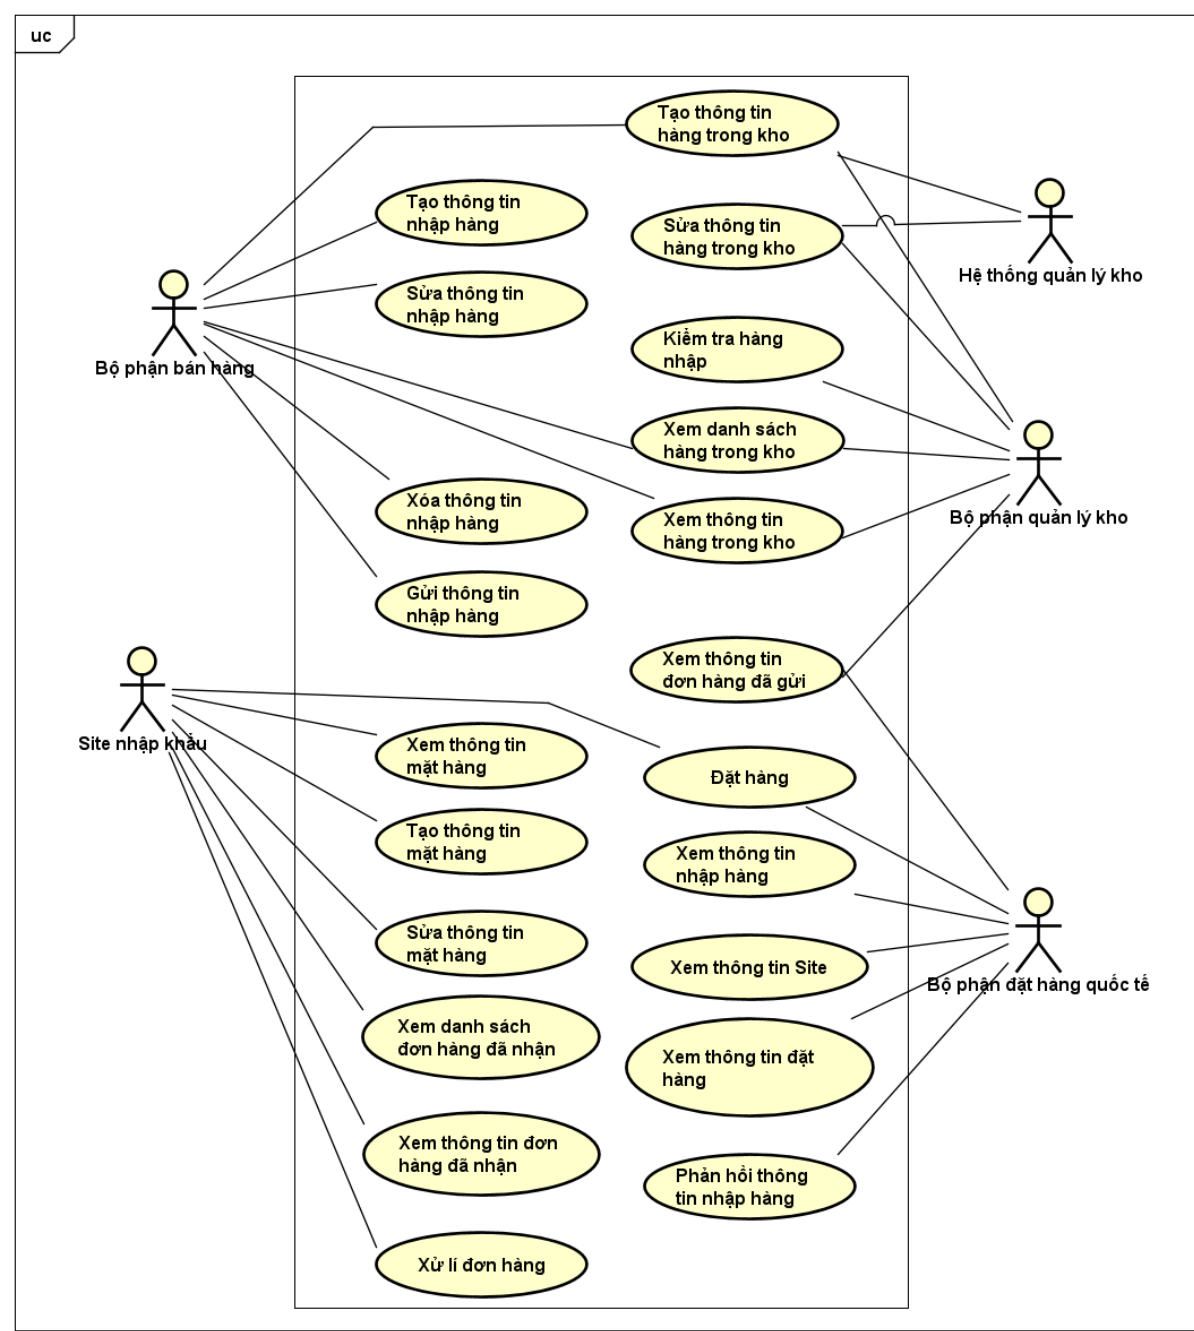 uc
Tạo thông tin
hàng trong kho
Tạo thông tin
nhập hàng
Sửa thông tin
hàng trong kho
Hệ thống quản lý kho
Sửa thông tin
nhập hàng
Bộ phận bán hàng
Kiểm tra hàng
nhập
Xem danh sách
hàng trong kho
Xóa thông tin
nhập hàng
Xem thông tin
hàng trong kho
Bộ phận quản lý kho
Gửi thông tin
nhập hàng
Xem thông tin
đơn hàng đã gửi
Site nhập khẩu
Xem thông tin
mặt hàng
Đặt hàng
Tạo thông tin
mặt hàng
Xem thông tin
nhập hàng
Sửa thông tin
mặt hàng
Xem thông tin Site
Bộ phận đặt hàng quốc tế
Xem danh sách
đơn hàng đã nhận
Xem thông tin đặt
hàng
Xem thông tin đơn
hàng đã nhận
Phản hồi thông
tin nhập hàng
Xử lí đơn hàng